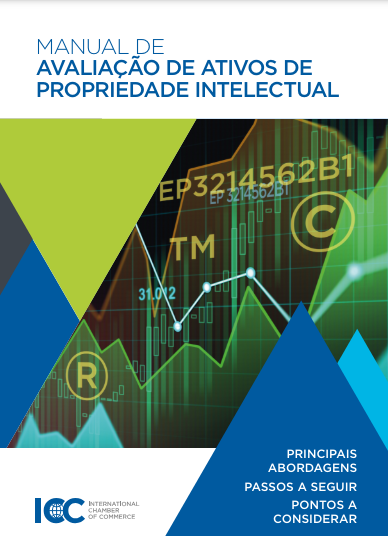 MANUAL DE
AVALIAÇÃO DE ATIVOS DE
PROPRIEDADE INTELECTUAL
EP3214562B1
EP 3214562B1
C
TM
31.012
R
PRINCIPAIS
ABORDAGENS
PASSOS A SEGUIR
PONTOS A
CONSIDERAR
ICC
INTERNATIONAL
CHAMBER
OF COMMERCE